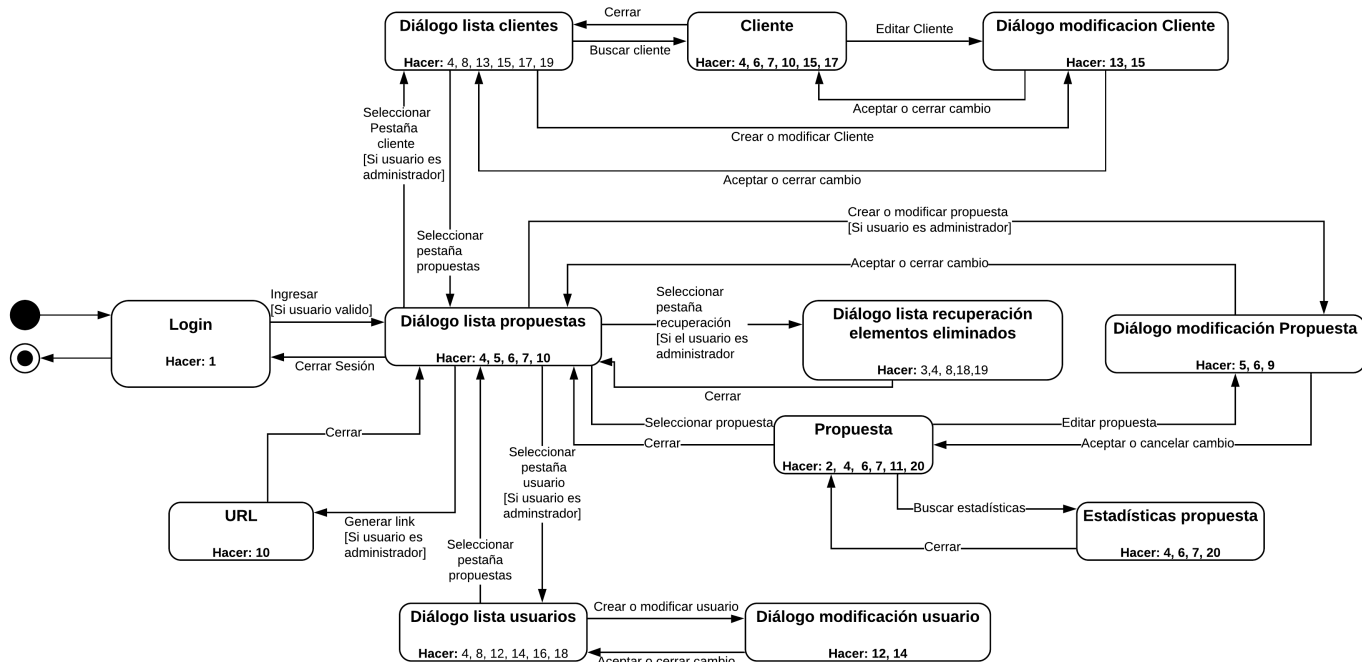 Diálogo lista clientes
Hacer: 4, 8, 13, 15, 17, 19
Cerrar
Buscar cliente
Cliente
Hacer: 4, 6, 7, 10, 15, 17
Editar Cliente
Diálogo modificacion Cliente
Hacer: 13, 15
Aceptar o cerrar cambio
Crear o modificar Cliente
Aceptar o cerrar cambio
Seleccionar
Pestaña
cliente
[Si usuario es
administrador]
Seleccionar
pestaña
propuestas
Crear o modificar propuesta
[Si usuario es administrador]
Aceptar o cerrar cambio
Login
Hacer: 1
Ingresar
[Si usuario valido]
Cerrar Sesión
Diálogo lista propuestas
Hacer: 4, 5, 6, 7, 10
Seleccionar
pestaña
recuperación
[Si el usuario es
administrador
Diálogo lista recuperación
elementos eliminados
Hacer: 3,4, 8,18,19
Cerrar
Diálogo modificación Propuesta
Hacer: 5, 6, 9
Seleccionar propuesta
Cerrar
Propuesta
Hacer: 2, 4, 6, 7, 11, 20
Editar propuesta
Aceptar o cancelar cambio
Cerrar
URL
Hacer: 10
Generar link
[Si usuario es
administrador]
Seleccionar
pestaña
usuario
[Si usuario es
adminstrador]
Seleccionar
pestaña
propuestas
Buscar estadísticas
Cerrar
Estadísticas propuesta
Hacer: 4, 6, 7, 20
Diálogo lista usuarios
Hacer: 4, 8, 12, 14, 16, 18
Crear o modificar usuario
Aceptar o cerrar cambio
Diálogo modificación usuario
Hacer: 12, 14